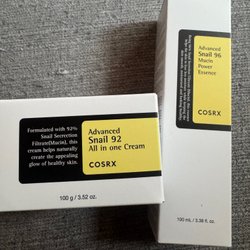 Advanced
Snail 96
Mucin
Power
Essence
COSRX
100 mL / 3.38 fl. oz.
Formulated with 92%
Snail Secretion
Filtrate(Mucin), this
cream helps naturally
create the appealing
glow of healthy skin.
Advanced
Snail 92
All in one Cream
COSRX
100 g / 3.52 oz.